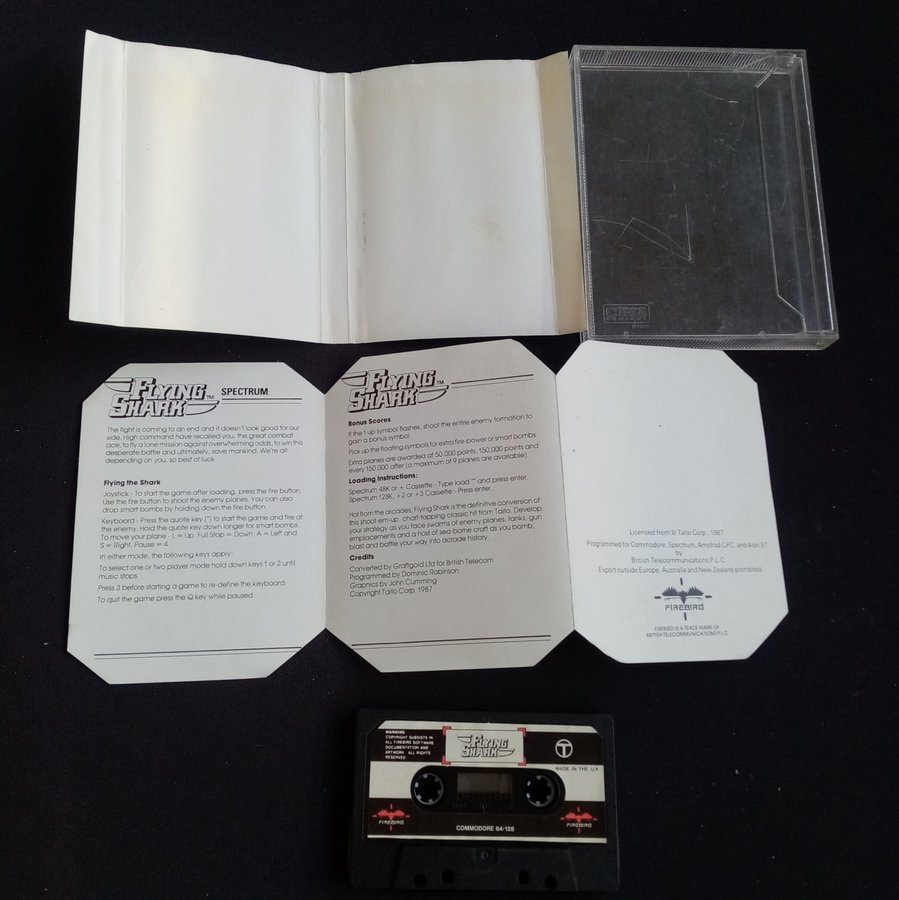 FLYING SHARK™ SPECTRUM
The fight is coming to an end and it doesn't look good for our
side. High command have recalled you, the great combat
ace, to fly a lone mission against overwhelming odds, to win this
desperate battle and ultimately, save mankind. We're all
depending on you, so best of luck.
Flying the Shark
Joystick - To start the game after loading, press the fire button.
Use the fire button to shoot the enemy planes. You can also
drop smart bombs by holding down the fire button.
Keyboard - Press the quote key (") to start the game and fire at
the enemy. Hold the quote key down longer for smart bombs.
To move your plane - L = Up, Full Stop = Down, A = Left and
S = Right; Pause = 4
In either mode, the following keys apply:
To select one or two player mode hold down keys 1 or 2 until
music stops.
Press 3 before starting a game to re-define the keyboard.
To quit the game press the Q key while paused.
FLYING SHARK™
Bonus Scores
If the 1 up symbol flashes, shoot the entire enemy formation to
gain a bonus symbol.
Pick up the floating symbols for extra fire-power or smart bombs.
Extra planes are awarded at 50,000 points, 150,000 points and
every 150,000 after (a maximum of 9 planes are available).
Loading Instructions:
Spectrum 48K or + Cassette:- Type load "" and press enter.
Spectrum 128K, +2 or +3 Cassette:- Press enter.
Hot from the arcades, Flying Shark is the definitive conversion of
this shoot-em-up, chart-topping classic hit from Taito. Develop
your strategy as you face swarms of enemy planes, tanks, gun
emplacements and a host of sea-borne craft as you bomb,
blast and battle your way into arcade history.
Credits
Converted by Graftgold Ltd for British Telecom
Programmed by Dominic Robinson
Graphics by John Cumming
Copyright Taito Corp, 1987
Licensed from © Taito Corp., 1987
Programmed for Commodore, Spectrum, Amstrad CPC and Atari ST
by
British Telecommunications P.L.C.
Export outside Europe, Australia and New Zealand prohibited.
FIREBIRD
FIREBIRD IS A TRADE MARK OF
BRITISH TELECOMMUNICATIONS P.L.C.
WARNING
COPYRIGHT SUBSISTS IN
ALL FIREBIRD SOFTWARE
DOCUMENTATION AND
ARTWORK ALL RIGHTS
RESERVED
FLYING SHARK
T
MADE IN THE U.K.
FIREBIRD
FIREBIRD
COMMODORE 64/128